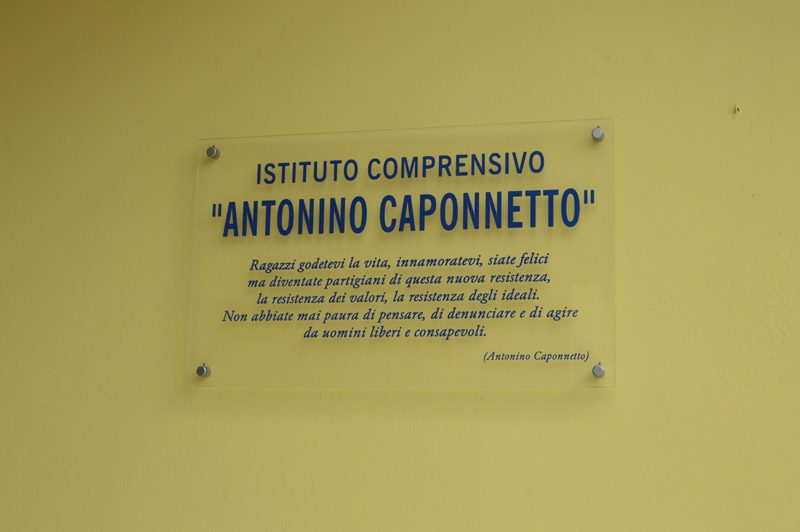 ISTITUTO COMPRENSIVO
"ANTONINO CAPONNETTO"
Ragazzi godetevi la vita, innamoratevi, siate felici
ma diventate partigiani di questa nuova resistenza,
la resistenza dei valori, la resistenza degli ideali.
Non abbiate mai paura di pensare, di denunciare e di agire
da uomini liberi e consapevoli.
(Antonino Caponnetto)